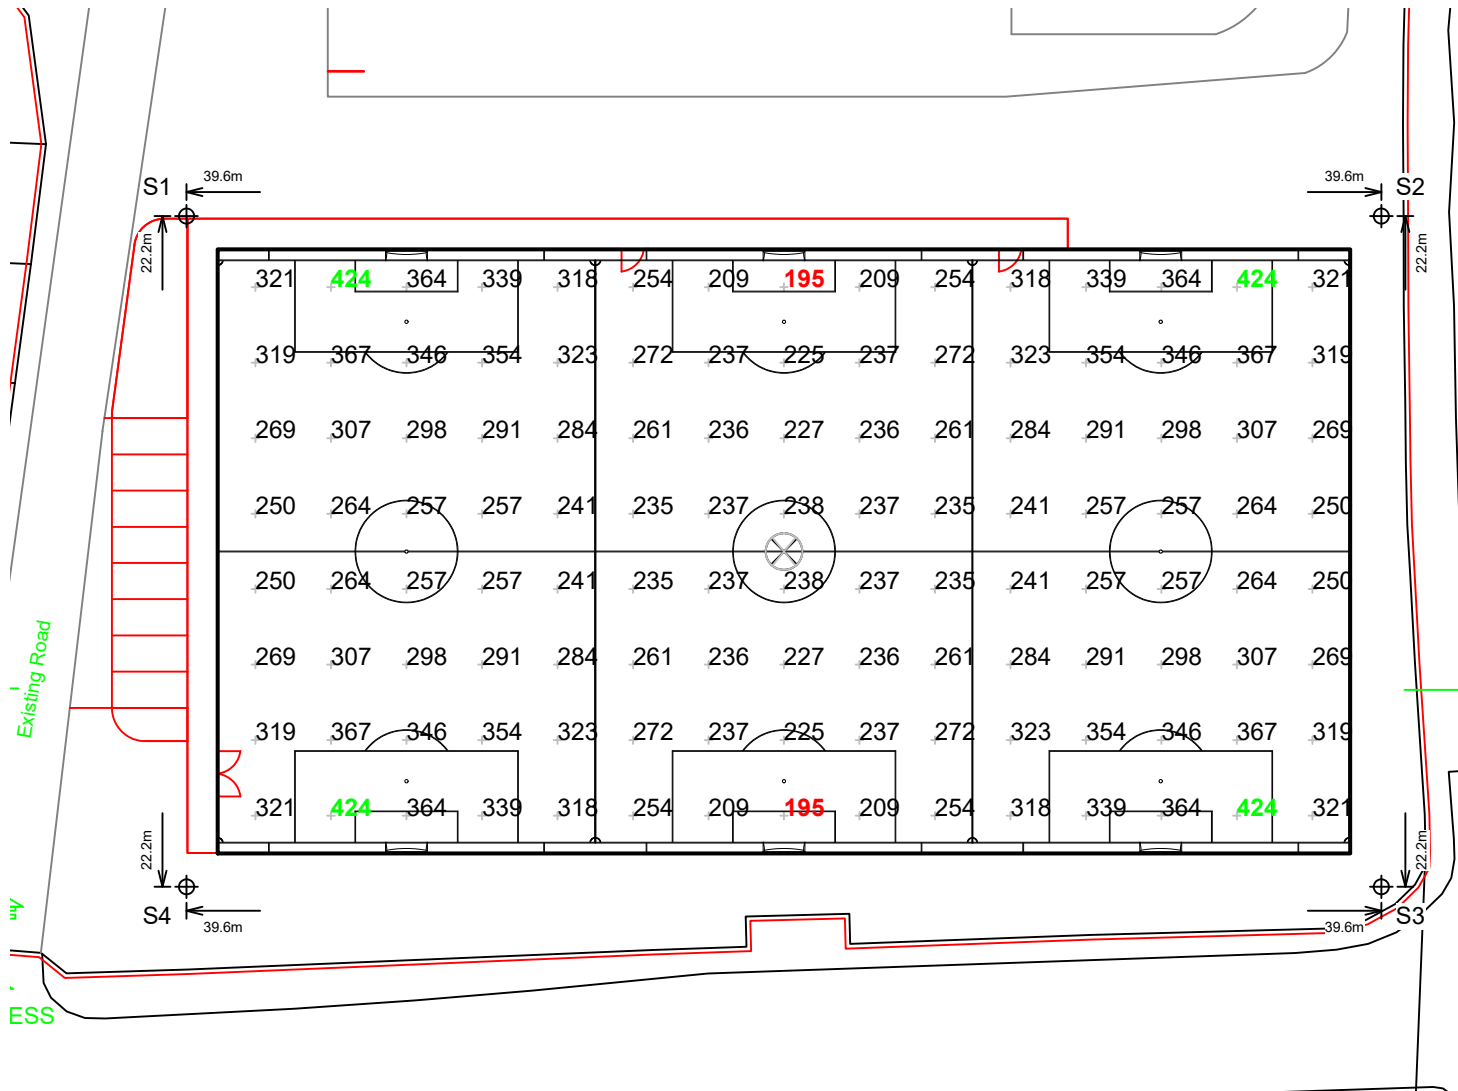 39.6m
S1
22.2m
39.6m
S2
22.2m
321 424 364 339 318 254 209 195 209 254 318 339 364 424 321
319 367 346 354 323 272 237 225 237 272 323 354 346 367 319
269 307 298 291 284 261 236 227 236 261 284 291 298 307 269
250 264 257 257 241 235 237 238 237 235 241 257 257 264 250
250 264 257 257 241 235 237 238 237 235 241 257 257 264 250
269 307 298 291 284 261 236 227 236 261 284 291 298 307 269
Existing Road
319 367 346 354 323 272 237 225 237 272 323 354 346 367 319
321 424 364 339 318 254 209 195 209 254 318 339 364 424 321
22.2m
S4
39.6m
22.2m
S3
39.6m
ESS